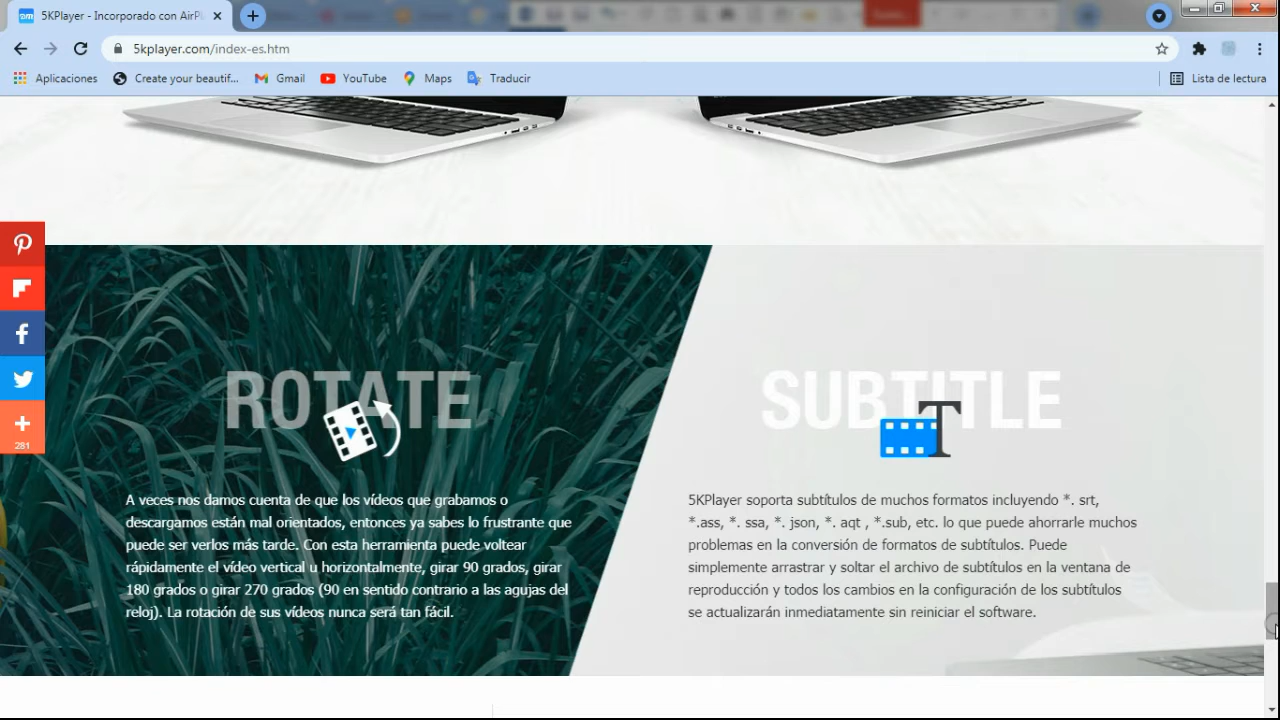 5KPlayer - Incorporado con AirPl
5kplayer.com/index-es.htm
Aplicaciones
Create your beautif...
Gmail
YouTube
Maps
Traducir
Lista de lectura
281
ROTATE
A veces nos damos cuenta de que los vídeos que grabamos o
descargamos están mal orientados, entonces ya sabes lo frustrante que
puede ser verlos más tarde. Con esta herramienta puede voltear
rápidamente el vídeo vertical u horizontalmente, girar 90 grados, girar
180 grados o girar 270 grados (90 en sentido contrario a las agujas del
reloj). La rotación de sus vídeos nunca será tan fácil.
SUBTITLE
T
5KPlayer soporta subtítulos de muchos formatos incluyendo *. srt,
*.ass, *. ssa, *. json, *. aqt , *.sub, etc. lo que puede ahorrarle muchos
problemas en la conversión de formatos de subtítulos. Puede
simplemente arrastrar y soltar el archivo de subtítulos en la ventana de
reproducción y todos los cambios en la configuración de los subtítulos
se actualizarán inmediatamente sin reiniciar el software.